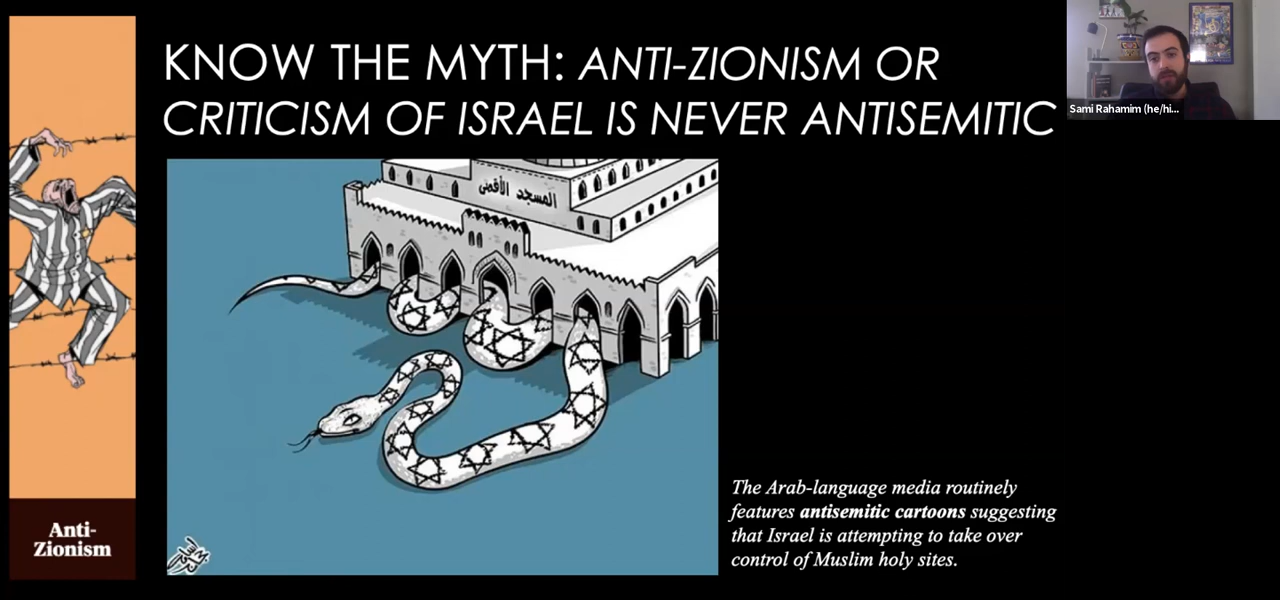 KNOW THE MYTH: ANTI-ZIONISM OR
CRITICISM OF ISRAEL IS NEVER ANTISEMITIC
Sami Rahamim (he/hi...
المسجد الأقصى
The Arab-language media routinely
features antisemitic cartoons suggesting
that Israel is attempting to take over
control of Muslim holy sites.
Anti-
Zionism